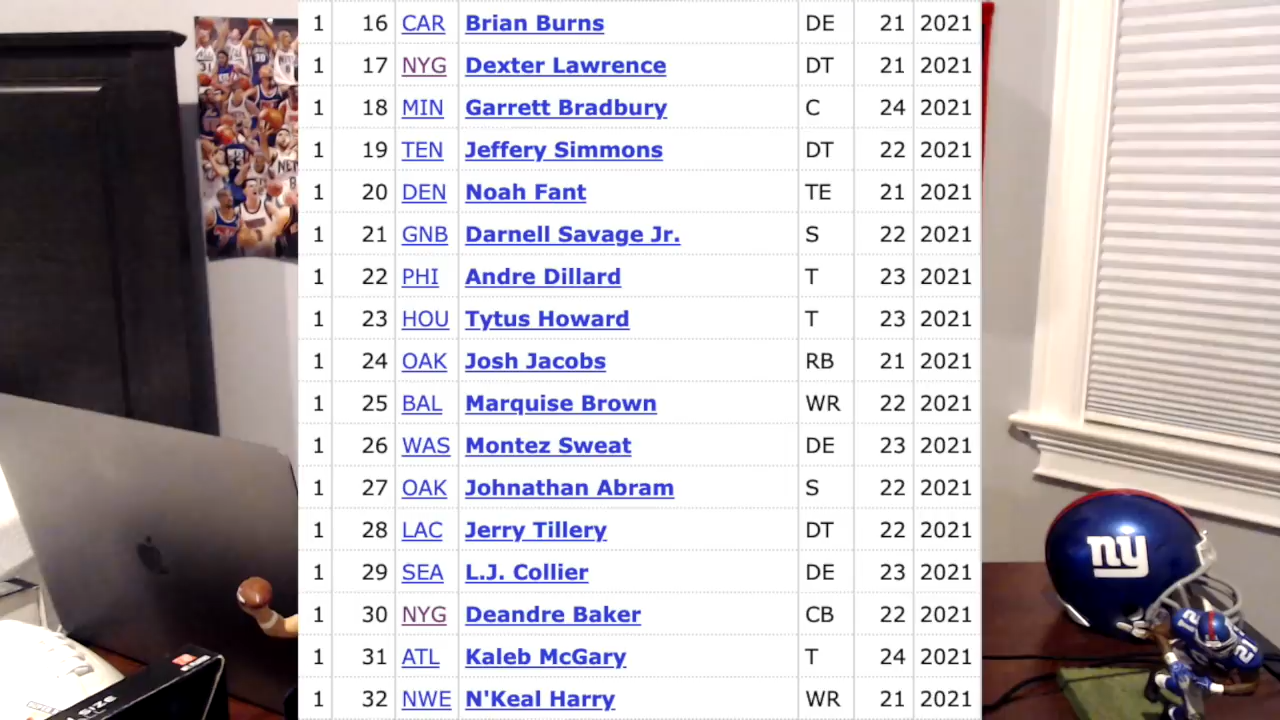 1 16 CAR Brian Burns DE 21 2021
1 17 NYG Dexter Lawrence DT 21 2021
1 18 MIN Garrett Bradbury C 24 2021
1 19 TEN Jeffery Simmons DT 22 2021
1 20 DEN Noah Fant TE 21 2021
1 21 GNB Darnell Savage Jr. S 22 2021
1 22 PHI Andre Dillard T 23 2021
1 23 HOU Tytus Howard T 23 2021
1 24 OAK Josh Jacobs RB 21 2021
1 25 BAL Marquise Brown WR 22 2021
1 26 WAS Montez Sweat DE 23 2021
1 27 OAK Johnathan Abram S 22 2021
1 28 LAC Jerry Tillery DT 22 2021
1 29 SEA L.J. Collier DE 23 2021
1 30 NYG Deandre Baker CB 22 2021
1 31 ATL Kaleb McGary T 24 2021
1 32 NWE N'Keal Harry WR 21 2021
ny
SIZE